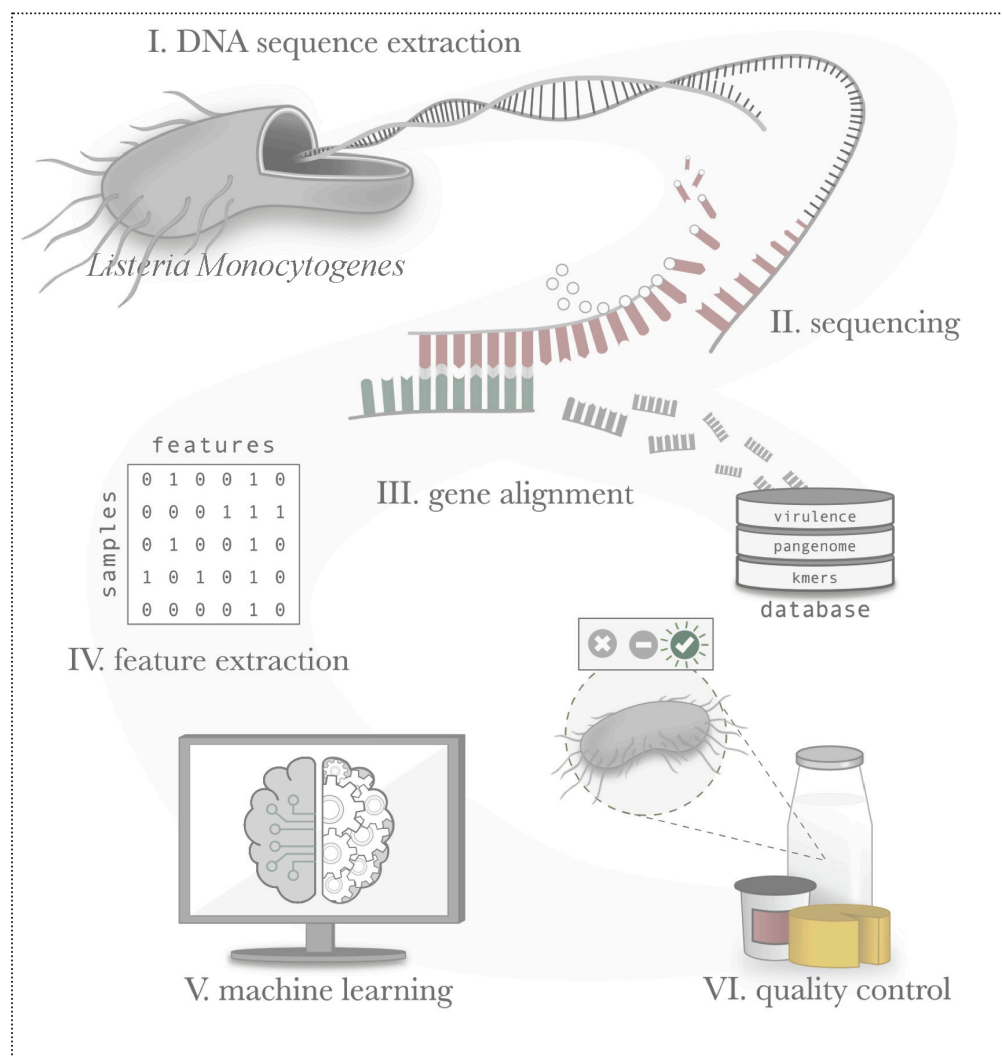 I. DNA sequence extraction
Listeria Monocytogenes
II. sequencing
III. gene alignment
virulence
pangenome
kmers
database
features
samples
0 1 0 0 1 0
0 0 0 1 1 1
0 1 0 0 1 0
1 0 1 0 1 0
0 0 0 0 1 0
IV. feature extraction
V. machine learning
VI. quality control